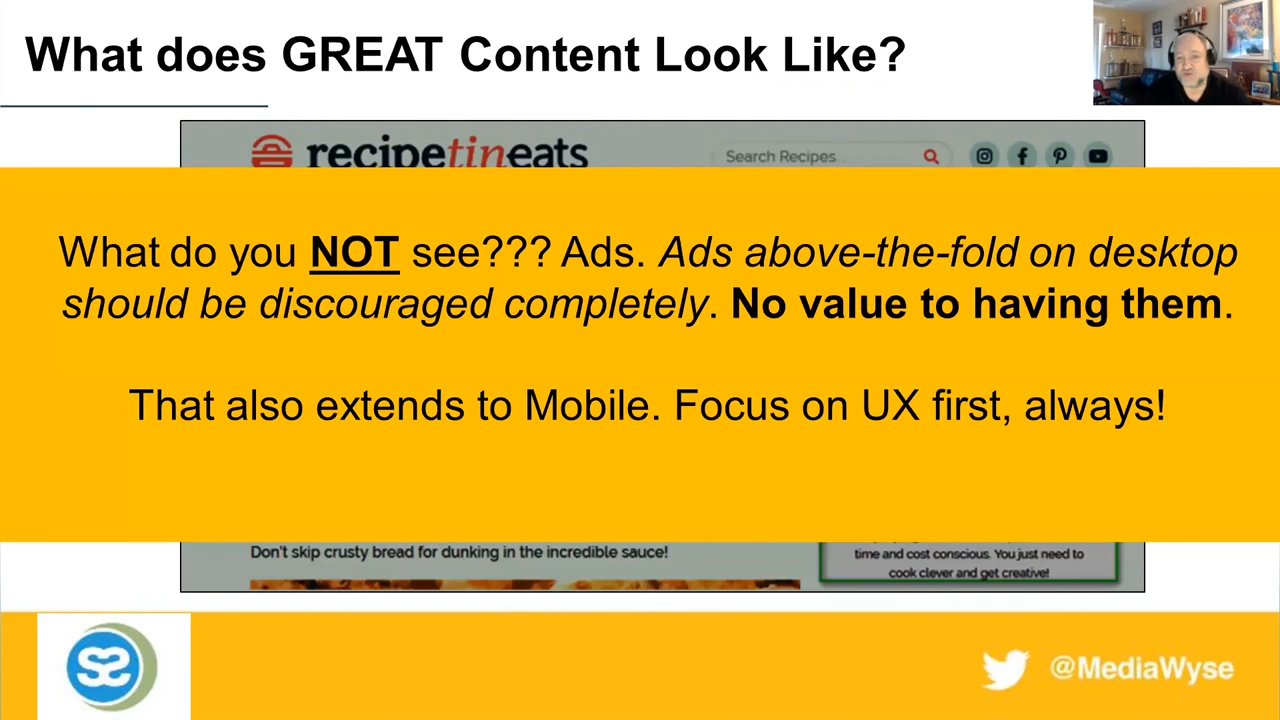 What does GREAT Content Look Like?
recipetineats
Search Recipes...
What do you NOT see??? Ads. Ads above-the-fold on desktop
should be discouraged completely. No value to having them.
That also extends to Mobile. Focus on UX first, always!
Don't skip crusty bread for dunking in the incredible sauce!
time and cost conscious. You just need to
cook clever and get creative!
@MediaWyse